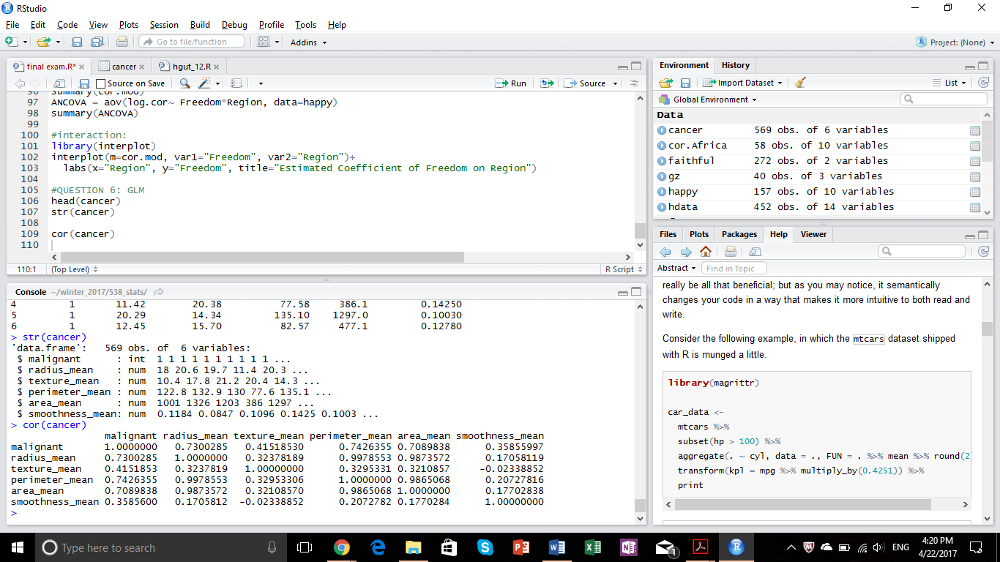 RStudio
File Edit Code View Plots Session Build Debug Profile Tools Help
Go to file/function Addins Project: (None)
final exam.R* cancer hgut_12.R
Source on Save Run Source
96 summary(cor.mod)
97 ANCOVA = aov(log.cor~ Freedom*Region, data=happy)
98 summary(ANCOVA)
99
100 #interaction:
101 library(interplot)
102 interplot(m=cor.mod, var1="Freedom", var2="Region")+
103 labs(x="Region", y="Freedom", title="Estimated Coefficient of Freedom on Region")
104
105 #QUESTION 6: GLM
106 head(cancer)
107 str(cancer)
108
109 cor(cancer)
110
110:1 (Top Level) R Script
Console ~/winter_2017/538_stats/
4 1 11.42 20.38 77.58 386.1 0.14250
5 1 20.29 14.34 135.10 1297.0 0.10030
6 1 12.45 15.70 82.57 477.1 0.12780
> str(cancer)
'data.frame': 569 obs. of 6 variables:
$ malignant : int 1 1 1 1 1 1 1 1 1 1 ...
$ radius_mean : num 18 20.6 19.7 11.4 20.3 ...
$ texture_mean : num 10.4 17.8 21.2 20.4 14.3 ...
$ perimeter_mean : num 122.8 132.9 130 77.6 135.1 ...
$ area_mean : num 1001 1326 1203 386 1297 ...
$ smoothness_mean: num 0.1184 0.0847 0.1096 0.1425 0.1003 ...
> cor(cancer)
malignant radius_mean texture_mean perimeter_mean area_mean smoothness_mean
malignant 1.0000000 0.7300285 0.41518530 0.7426355 0.7089838 0.35855997
radius_mean 0.7300285 1.0000000 0.32378189 0.9978553 0.9873572 0.17058119
texture_mean 0.4151853 0.3237819 1.00000000 0.3295331 0.3210857 -0.02338852
perimeter_mean 0.7426355 0.9978553 0.32953306 1.0000000 0.9865068 0.20727816
area_mean 0.7089838 0.9873572 0.32108570 0.9865068 1.0000000 0.17702838
smoothness_mean 0.3585600 0.1705812 -0.02338852 0.2072782 0.1770284 1.00000000
>
Environment History
Import Dataset List
Global Environment
Data
cancer 569 obs. of 6 variables
cor.Africa 58 obs. of 10 variables
faithful 272 obs. of 2 variables
gz 40 obs. of 3 variables
happy 157 obs. of 10 variables
hdata 452 obs. of 14 variables
Files Plots Packages Help Viewer
Abstract Find in Topic
really be all that beneficial; but as you may notice, it semantically
changes your code in a way that makes it more intuitive to both read and
write.
Consider the following example, in which the mtcars dataset shipped
with R is munged a little.
library(magrittr)
car_data <-
mtcars %>%
subset(hp > 100) %>%
aggregate(. ~ cyl, data = ., FUN = . %>% mean %>% round(2)
transform(kpl = mpg %>% multiply_by(0.4251)) %>%
print
Type here to search
1
ENG
4:20 PM
4/22/2017